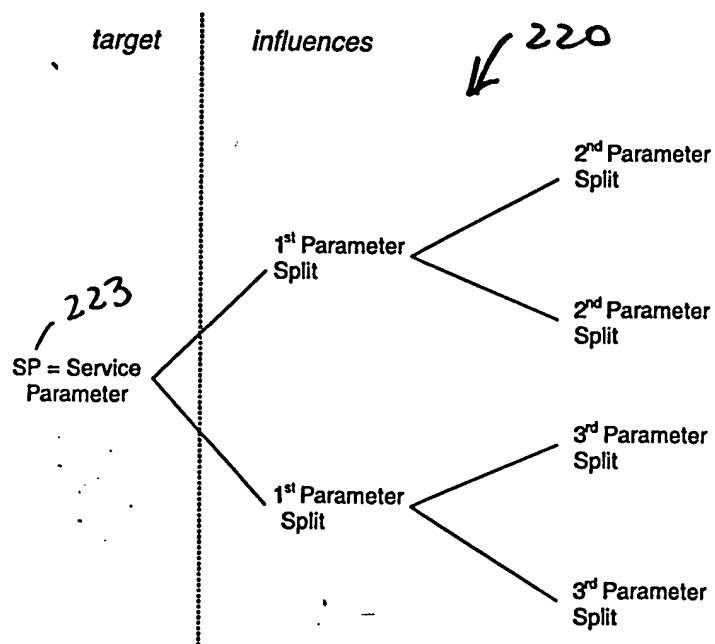 target
influences
220
2nd Parameter
Split
1st Parameter
Split
2nd Parameter
Split
223
SP = Service
Parameter
3rd Parameter
Split
1st Parameter
Split
3rd Parameter
Split